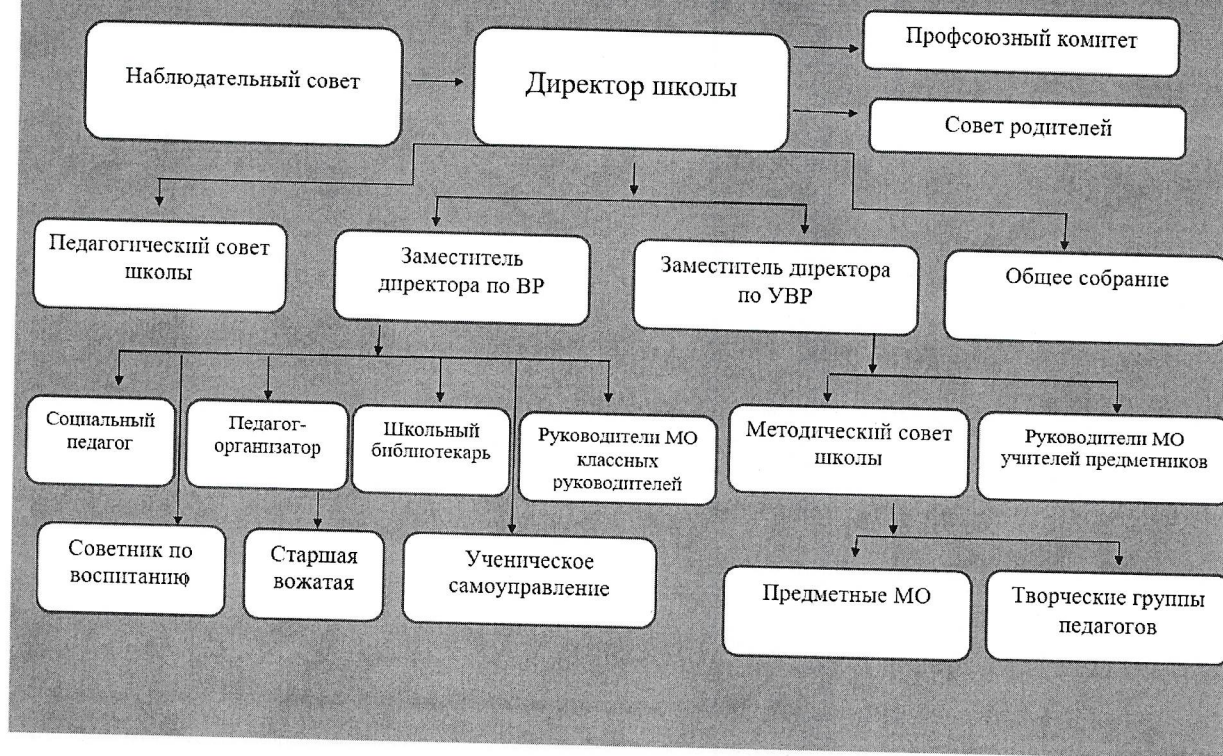 Наблюдательный совет
Директор школы
Профсоюзный комитет
Совет родителей
Педагогический совет
школы
Заместитель
директора по ВР
Заместитель директора
по УВР
Общее собрание
Социальный
педагог
Педагог-
организатор
Школьный
библиотекарь
Руководители МО
классных
руководителей
Методический совет
школы
Руководители МО
учителей предметников
Советник по
воспитанию
Старшая
вожатая
Ученическое
самоуправление
Предметные МО
Творческие группы
педагогов